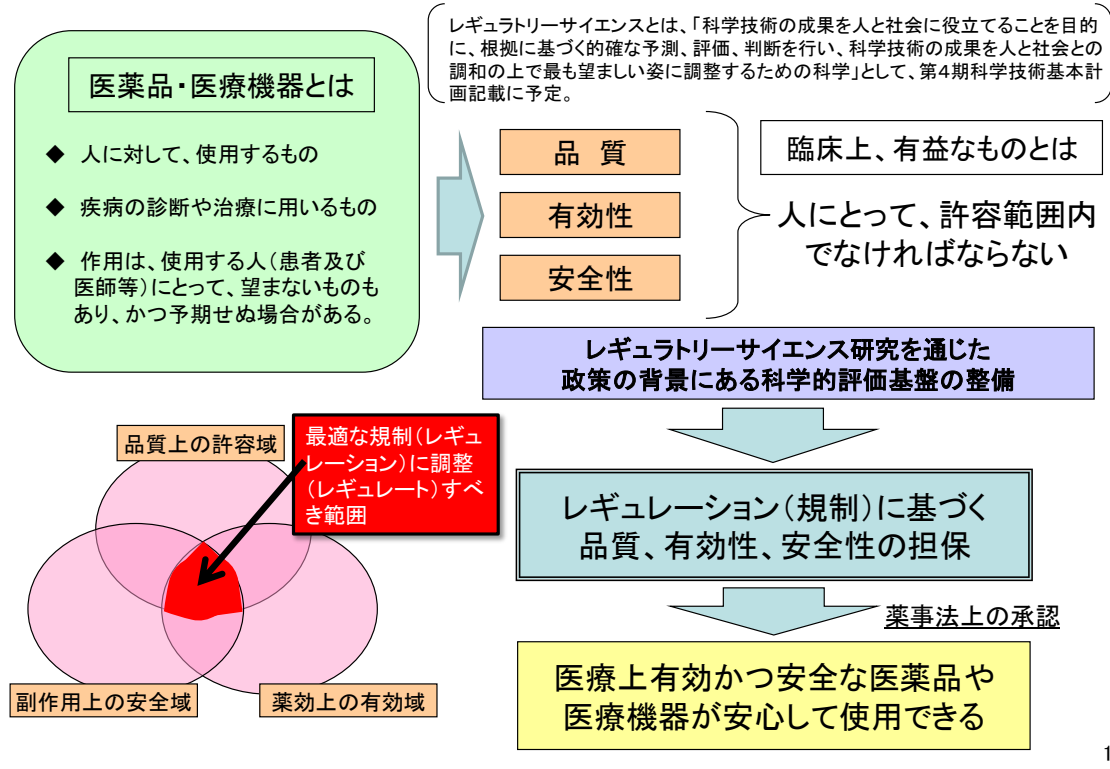 レギュラトリーサイエンスとは、「科学技術の成果を人と社会に役立てることを目的
に、根拠に基づく的確な予測、評価、判断を行い、科学技術の成果を人と社会との
調和の上で最も望ましい姿に調整するための科学」として、第4期科学技術基本計
画記載に予定。
医薬品・医療機器とは
◆ 人に対して、使用するもの
◆ 疾病の診断や治療に用いるもの
◆ 作用は、使用する人(患者及び
医師等)にとって、望まないものも
あり、かつ予期せぬ場合がある。
品 質
有効性
安全性
臨床上、有益なものとは
人にとって、許容範囲内
でなければならない
レギュラトリーサイエンス研究を通じた
政策の背景にある科学的評価基盤の整備
品質上の許容域
最適な規制(レギュ
レーション)に調整
(レギュレート)すべ
き範囲
副作用上の安全域
薬効上の有効域
レギュレーション(規制)に基づく
品質、有効性、安全性の担保
薬事法上の承認
医療上有効かつ安全な医薬品や
医療機器が安心して使用できる
1